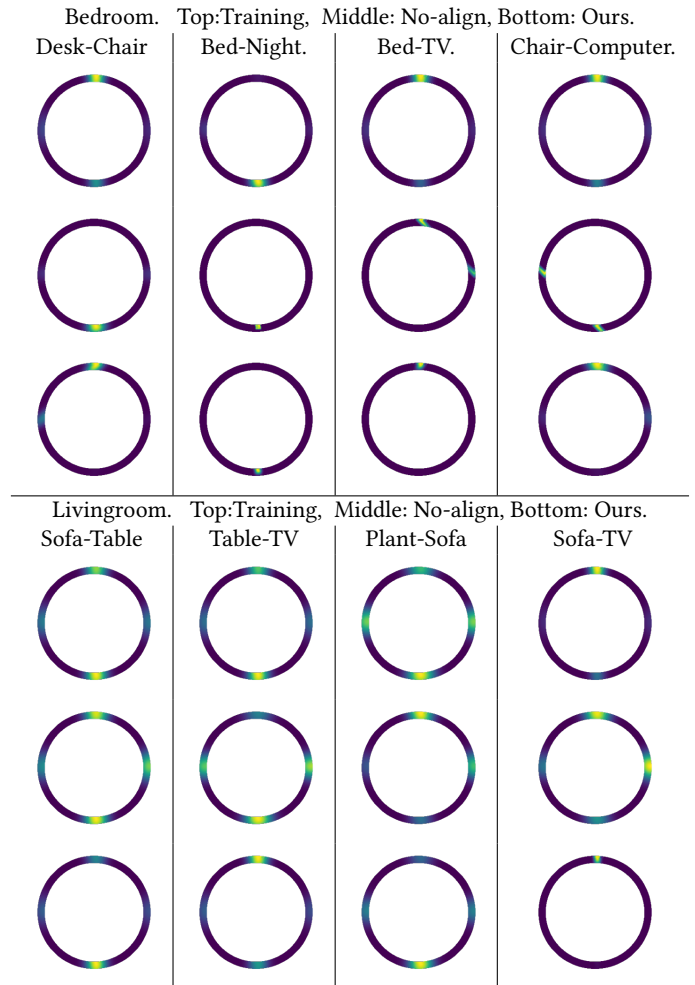 Bedroom. Top:Training, Middle: No-align, Bottom: Ours.
Desk-Chair Bed-Night. Bed-TV. Chair-Computer.
Livingroom. Top:Training, Middle: No-align, Bottom: Ours.
Sofa-Table Table-TV Plant-Sofa Sofa-TV